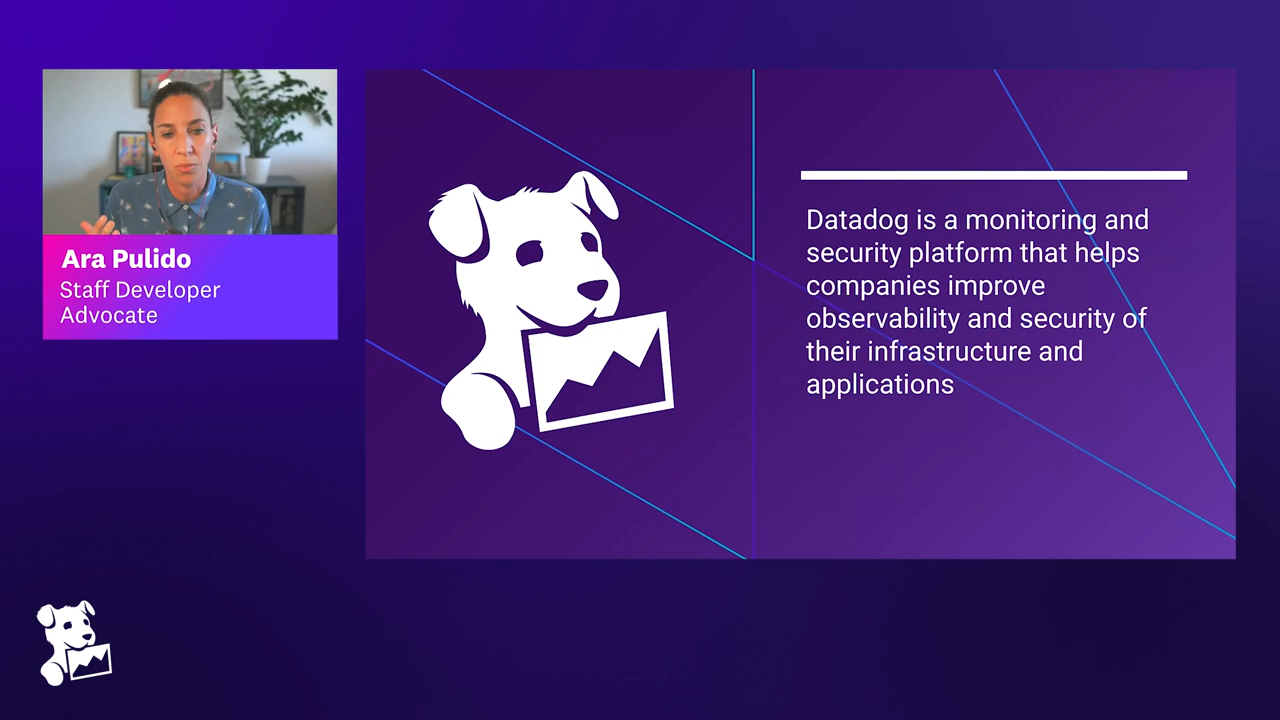 Ara Pulido
Staff Developer
Advocate
Datadog is a monitoring and
security platform that helps
companies improve
observability and security of
their infrastructure and
applications